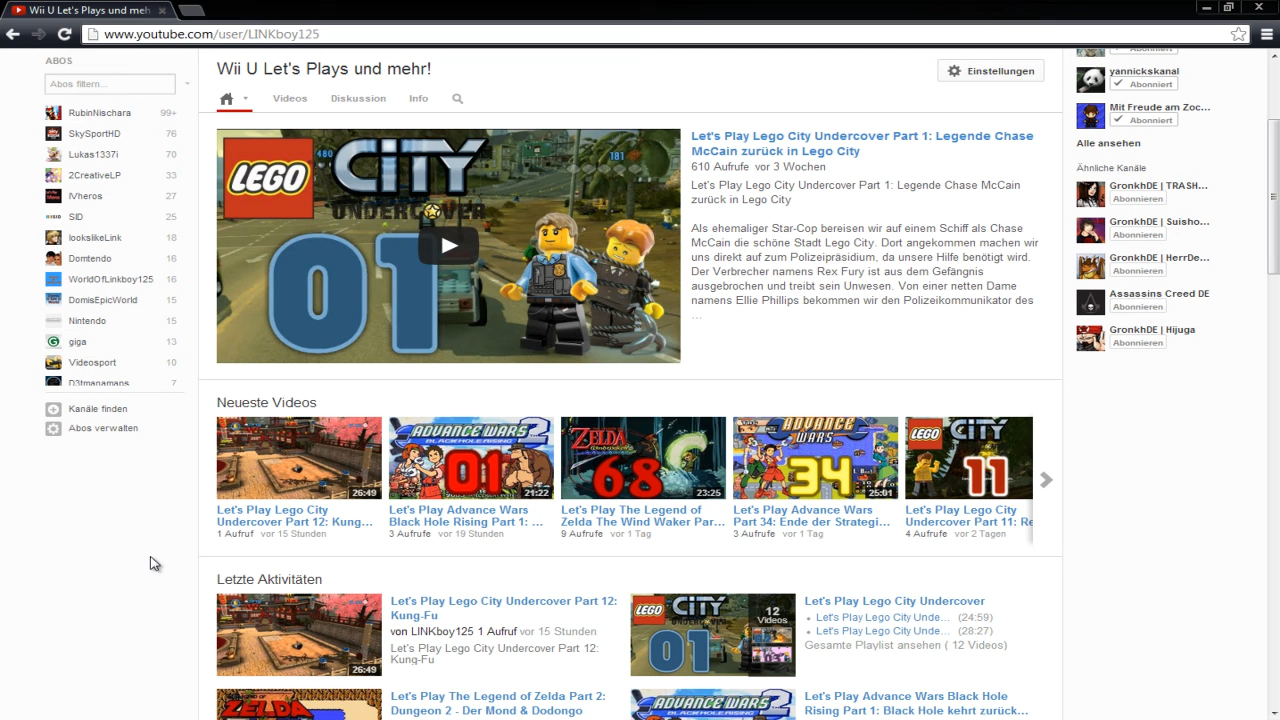 Wii U Let's Plays und meh
www.youtube.com/user/LINKboy125
ABOS
Abos filtern...
RubinNischara 99+
SkySportHD 76
Lukas1337i 70
2CreativeLP 33
IVheros 27
SID 25
lookslikeLink 18
Domtendo 16
WorldOfLinkboy125 16
DomisEpicWorld 15
Nintendo 15
giga 13
Videosport 10
D3tmanamaps 7
Kanäle finden
Abos verwalten
Wii U Let's Plays und mehr!
Einstellungen
Videos Diskussion Info
LEGO CITY
UNDERCOVER
480
181
01
Let's Play Lego City Undercover Part 1: Legende Chase
McCain zurück in Lego City
610 Aufrufe vor 3 Wochen
Let's Play Lego City Undercover Part 1: Legende Chase McCain
zurück in Lego City
Als ehemaliger Star-Cop bereisen wir auf einem Schiff als Chase
McCain die schöne Stadt Lego City. Dort angekommen machen wir
uns direkt auf zum Polizeipräsidium, da unsere Hilfe benötigt wird.
Der Verbrecher namens Rex Fury ist aus dem Gefängnis
ausgebrochen und treibt sein Unwesen. Von einer netten Dame
namens Ellie Phillips bekommen wir den Polizeikommunikator des
...
Neueste Videos
26:49
Let's Play Lego City
Undercover Part 12: Kung...
1 Aufruf vor 15 Stunden
ADVANCE WARS 2
BLACK HOLE RISING
01
21:22
Let's Play Advance Wars
Black Hole Rising Part 1: ...
3 Aufrufe vor 19 Stunden
ZELDA
68
23:25
Let's Play The Legend of
Zelda The Wind Waker Par...
9 Aufrufe vor 1 Tag
ADVANCE
WARS
34
25:01
Let's Play Advance Wars
Part 34: Ende der Strategi...
3 Aufrufe vor 1 Tag
LEGO CITY
11
Let's Play Lego City
Undercover Part 11: Re
4 Aufrufe vor 2 Tagen
Letzte Aktivitäten
26:49
Let's Play Lego City Undercover Part 12:
Kung-Fu
von LINKboy125 1 Aufruf vor 15 Stunden
Let's Play Lego City Undercover Part 12:
Kung-Fu
LEGO CITY
01
12
Videos
Let's Play Lego City Undercover
Let's Play Lego City Unde... (24:59)
Let's Play Lego City Unde... (28:27)
Gesamte Playlist ansehen ( 12 Videos)
ZELDA
Let's Play The Legend of Zelda Part 2:
Dungeon 2 - Der Mond & Dodongo
ADVANCE WARS 2
Let's Play Advance Wars Black Hole
Rising Part 1: Black Hole kehrt zurück...
Abonniert
yannickskanal
Abonniert
Mit Freude am Zoc...
Abonniert
Alle ansehen
Ähnliche Kanäle
GronkhDE | TRASH...
Abonnieren
GronkhDE | Suisho...
Abonnieren
GronkhDE | HerrDe...
Abonnieren
Assassins Creed DE
Abonnieren
GronkhDE | Hijuga
Abonnieren